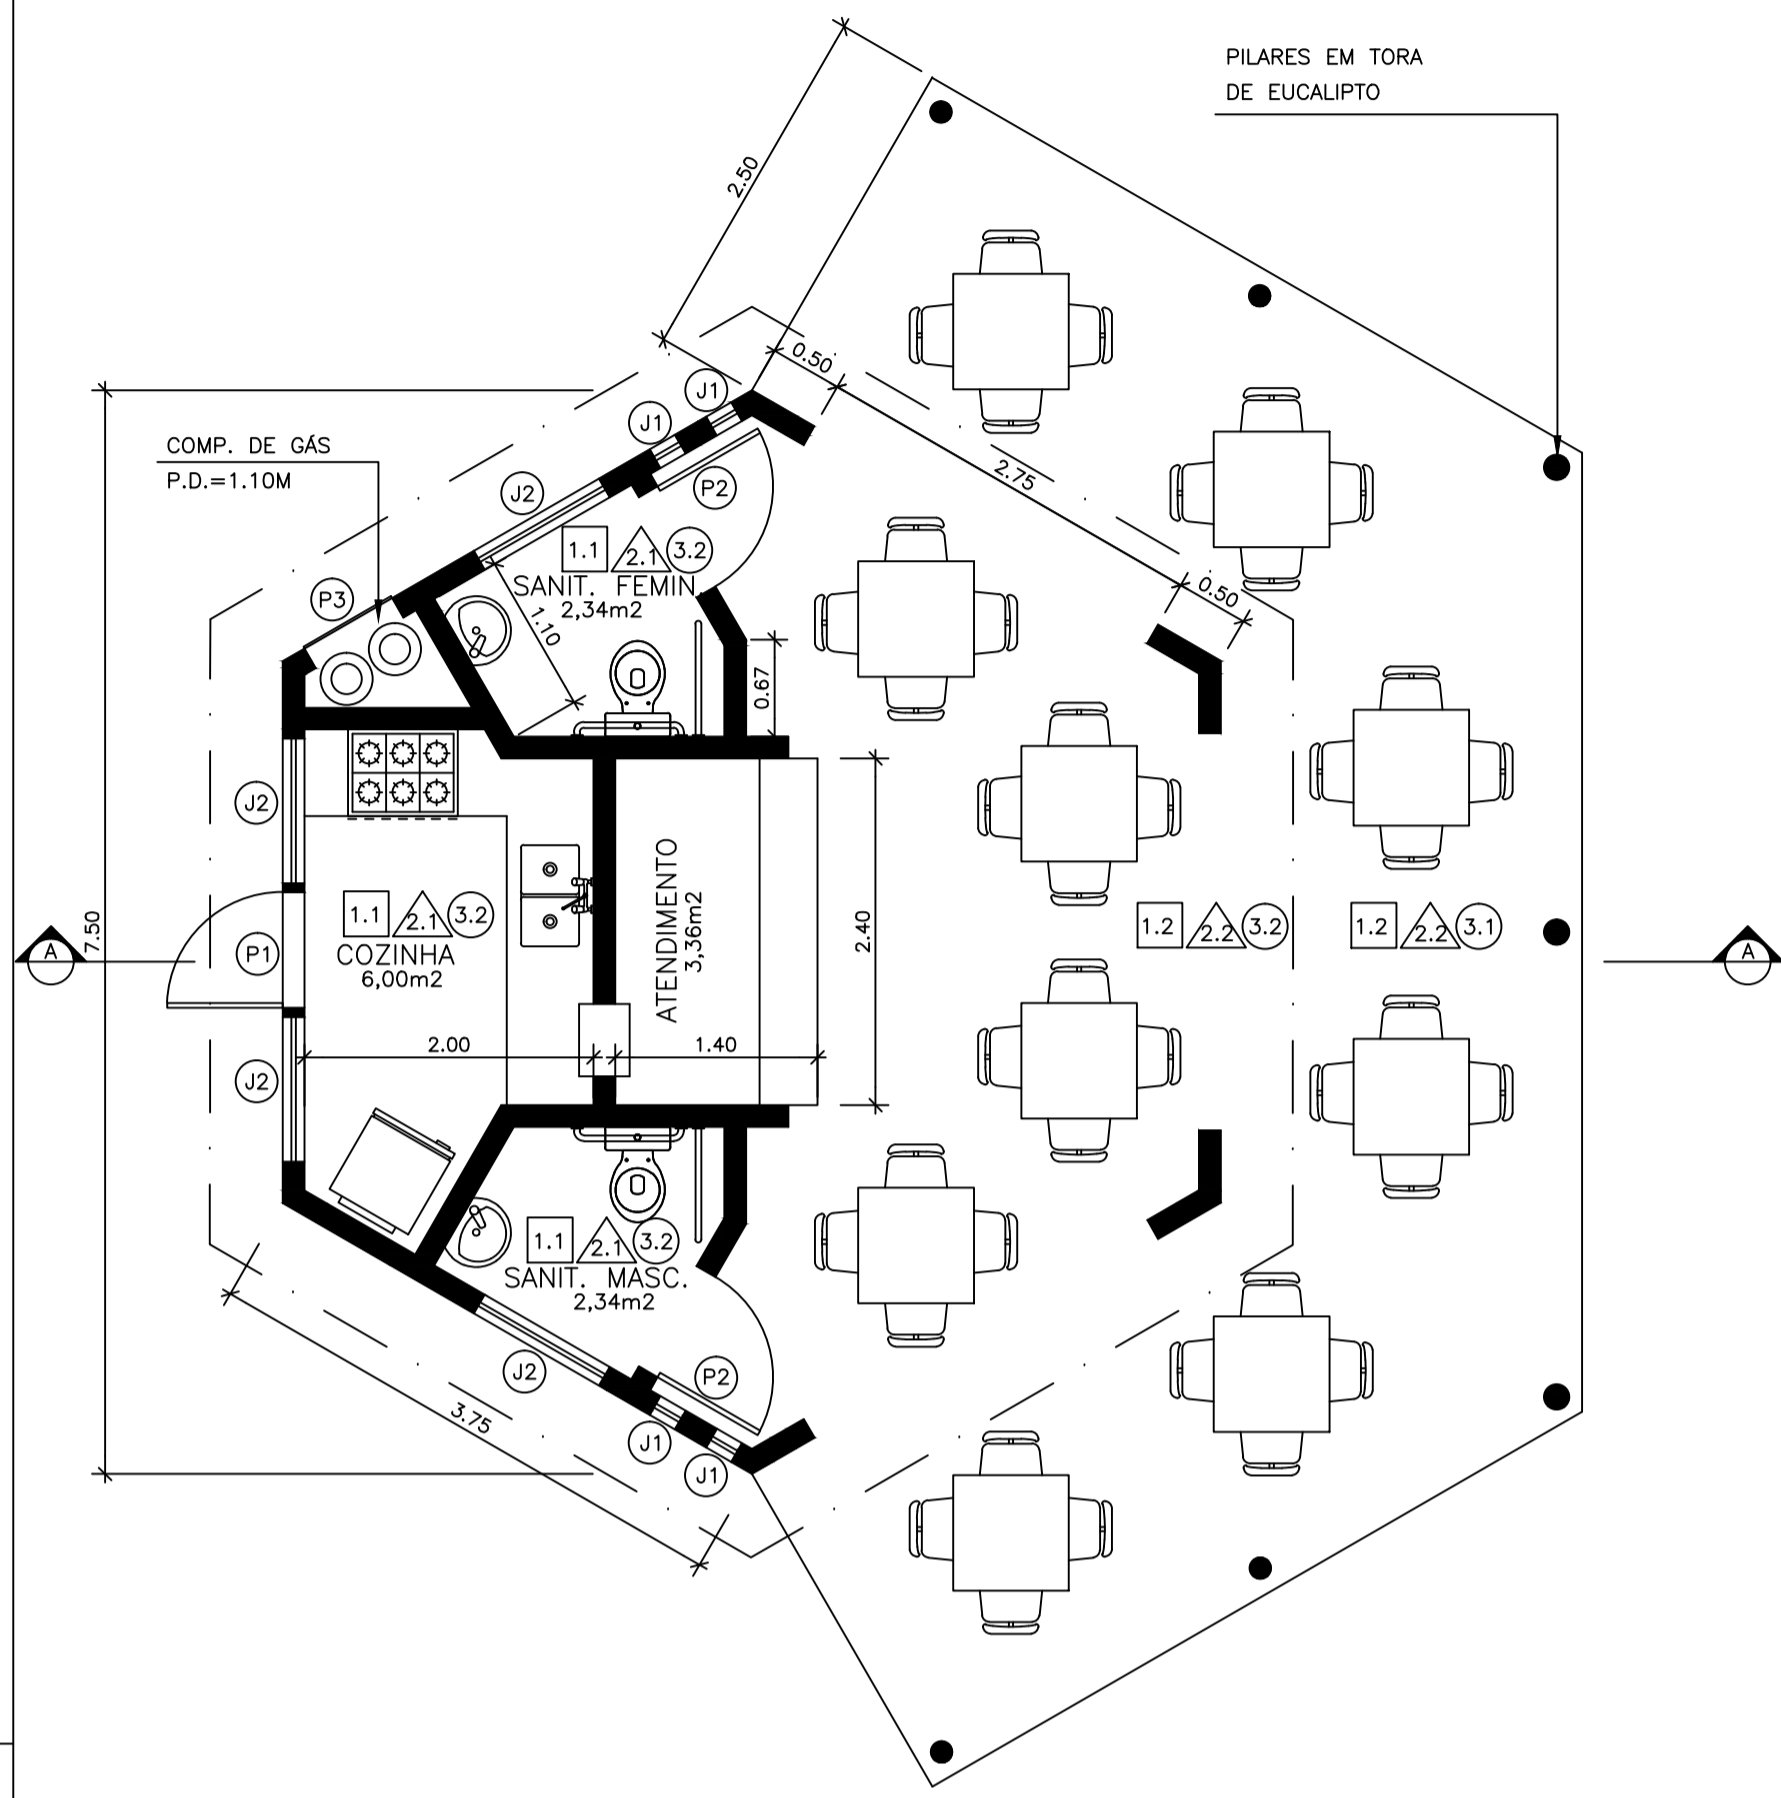 PILARES EM TORA
DE EUCALIPTO
2.50
0.50
J1
J1
COMP. DE GÁS
P.D.=1.10M
J2
P2
2.75
1.1 2.1 3.2
SANIT. FEMIN.
2,34m2
P3
1.10
0.50
0.67
J2
ATENDIMENTO
3,36m2
1.1 2.1 3.2
COZINHA
6,00m2
P1
7.50
A
2.40
1.2 2.2 3.2
1.2 2.2 3.1
A
2.00
1.40
J2
1.1 2.1 3.2
SANIT. MASC.
2,34m2
J2
P2
3.75
J1
J1